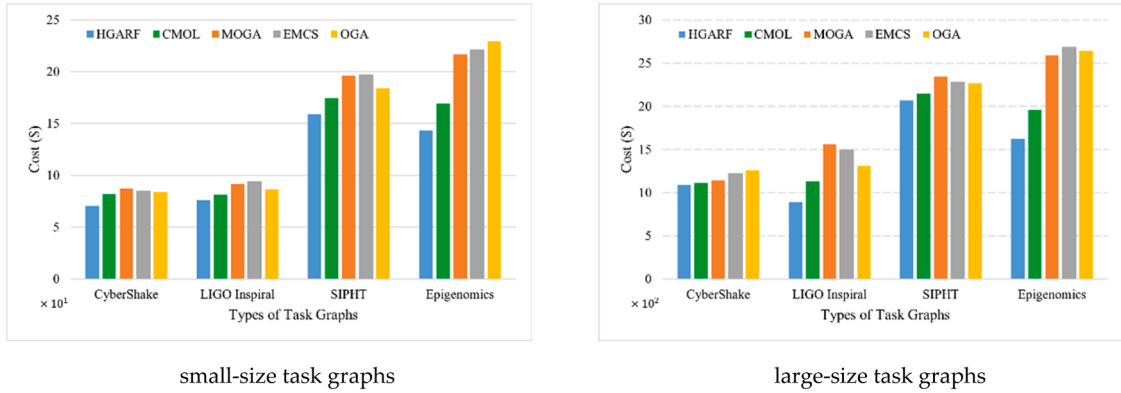 25
20
15
10
5
0
HGARF CMOL MOGA EMCS OGA
Cost ($)
× 10¹
CyberShake LIGO Inspiral SIPHT Epigenomics
Types of Task Graphs
small-size task graphs
30
25
20
15
10
5
0
HGARF CMOL MOGA EMCS OGA
Cost ($)
× 10²
CyberShake LIGO Inspiral SIPHT Epigenomics
Types of Task Graphs
large-size task graphs